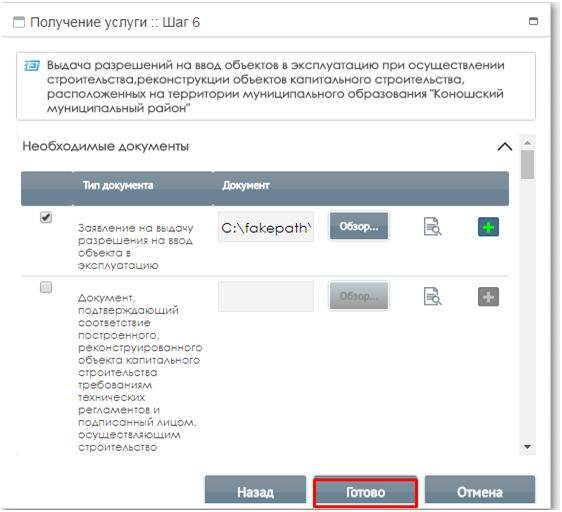 Получение услуги :: Шаг 6
Выдача разрешений на ввод объектов в эксплуатацию при осуществлении
строительства,реконструкции объектов капитального строительства,
расположенных на территории муниципального образования "Коношский
муниципальный район"
Необходимые документы
Тип документа Документ
Заявление на выдачу
разрешения на ввод
объекта в
эксплуатацию
C:\fakepath\ Обзор...
Документ,
подтверждающий
соответствие
построенного,
реконструированного
объекта капитального
строительства
требованиям
технических
регламентов и
подписанный лицом,
осуществляющим
строительство
Обзор...
Назад Готово Отмена